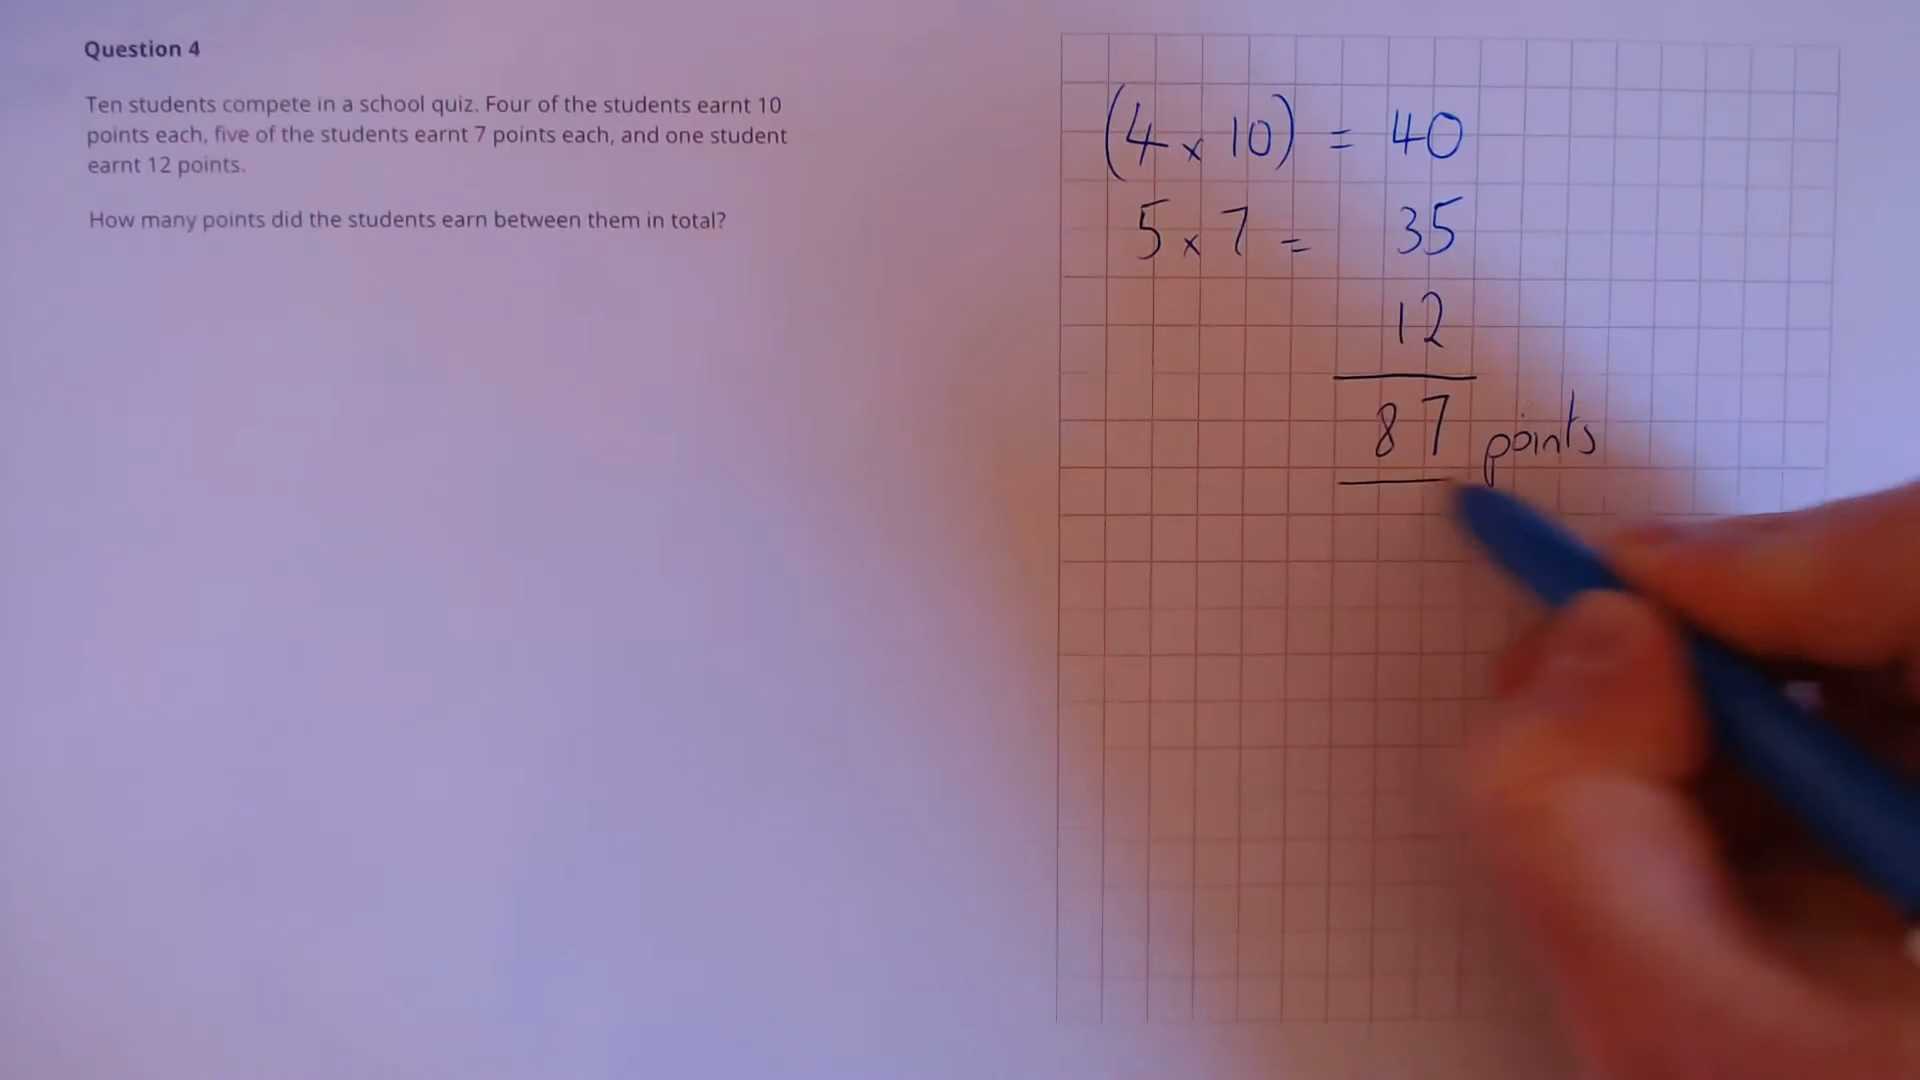 Question 4
Ten students compete in a school quiz. Four of the students earnt 10
points each, five of the students earnt 7 points each, and one student
earnt 12 points.
How many points did the students earn between them in total?
(4 x 10) = 40
5 x 7 = 35
12
87 points